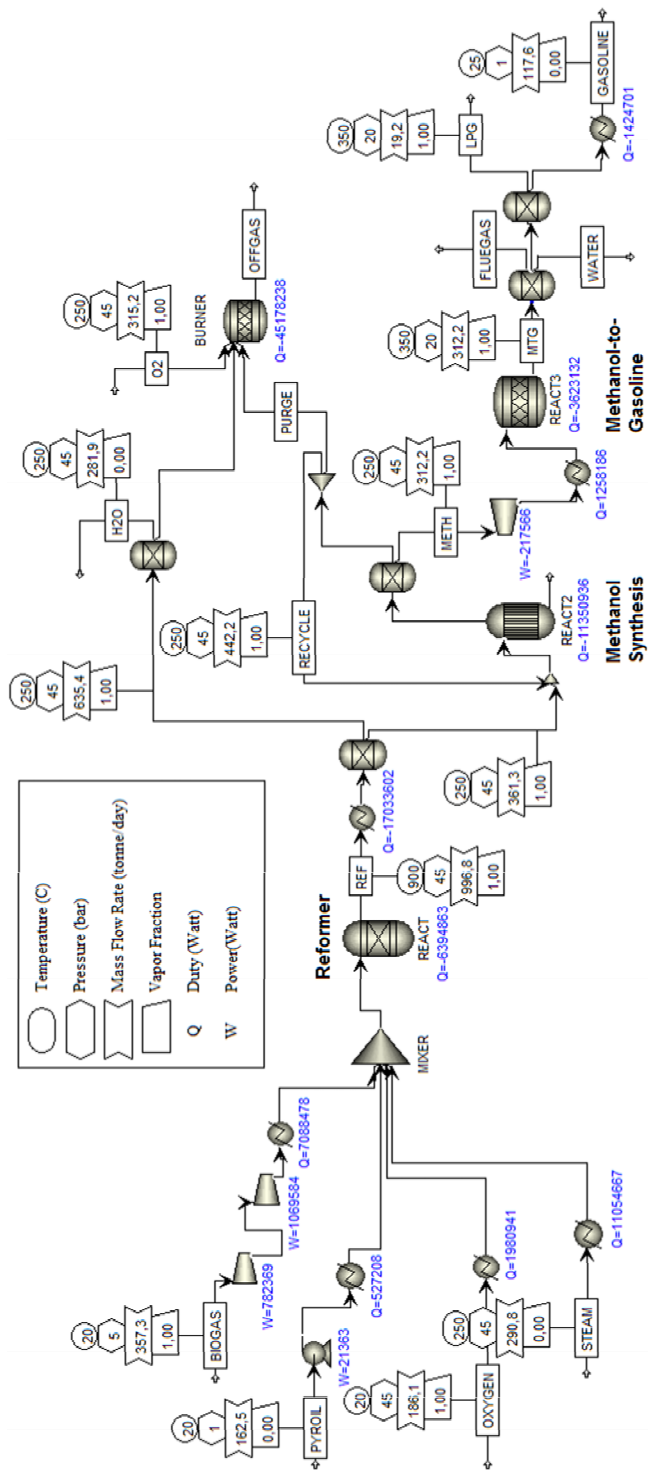 Temperature (C)
Pressure (bar)
Mass Flow Rate (tonne/day)
Vapor Fraction
Q Duty (Watt)
W Power(Watt)
20
5
357,3
1,00
BIOGAS
W=782369
W=1069584
Q=7088478
20
1
162,5
0,00
PYROIL
W=21363
Q=527208
20
45
186,1
1,00
OXYGEN
Q=1980941
250
45
290,8
0,00
STEAM
Q=11054667
MIXER
Reformer
REACT
Q=-6394863
REF
900
45
996,8
1,00
Q=-17033602
250
45
635,4
1,00
250
45
361,3
1,00
250
45
281,9
0,00
H2O
250
45
315,2
1,00
O2
BURNER
Q=-45178238
OFFGAS
PURGE
250
45
442,2
1,00
RECYCLE
REACT2
Q=-11350936
Methanol
Synthesis
250
45
312,2
1,00
METH
W=-217566
Q=1258186
REACT3
Q=-3623132
Methanol-to-
Gasoline
350
20
312,2
1,00
MTG
FLUEGAS
WATER
350
20
19,2
1,00
LPG
25
1
117,6
0,00
GASOLINE
Q=-1424701